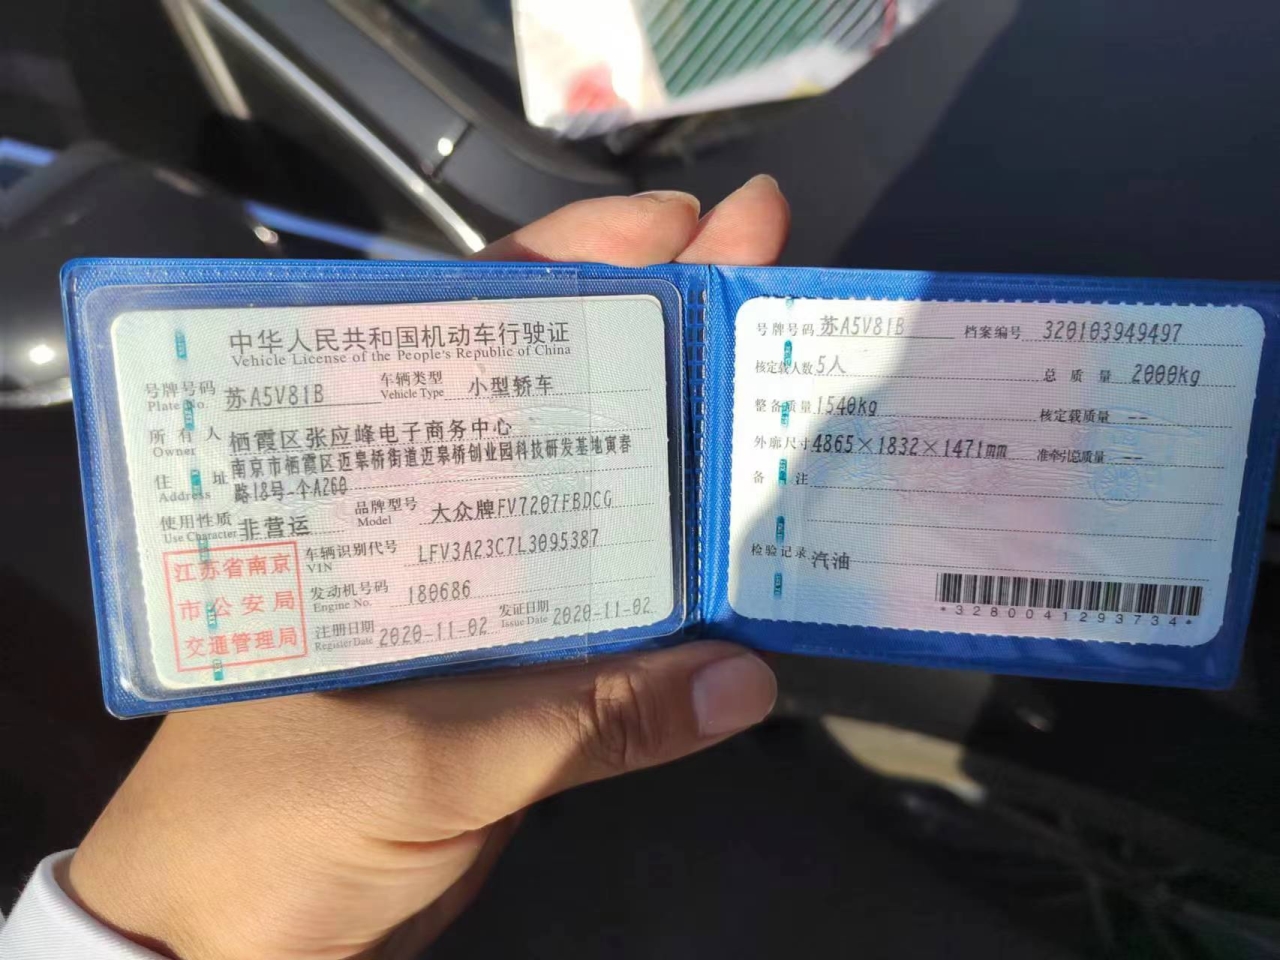 中华人民共和国机动车行驶证
Vehicle License of the People's Republic of China
号牌号码 苏A5V81B 车辆类型 小型轿车
Plate No. Vehicle Type
所有人 栖霞区张应峰电子商务中心
Owner
住址 南京市栖霞区迈皋桥街道迈皋桥创业园科技研发基地寅春
Address 路18号-个A260
使用性质 非营运 品牌型号 大众牌FV7207FBDCG
Use Character Model
江苏省南京
市公安局
交通管理局
车辆识别代号 LFV3A23C7L3095387
VIN
发动机号码 180686
Engine No.
注册日期 2020-11-02 发证日期 2020-11-02
Register Date Issue Date
号牌号码 苏A5V81B 档案编号 320103949497
核定载人数 5人 总质量 2000kg
整备质量 1540kg 核定载质量 --
外廓尺寸 4865×1832×1471mm 准牵引总质量 --
备注
检验记录 汽油
*3280041293734*